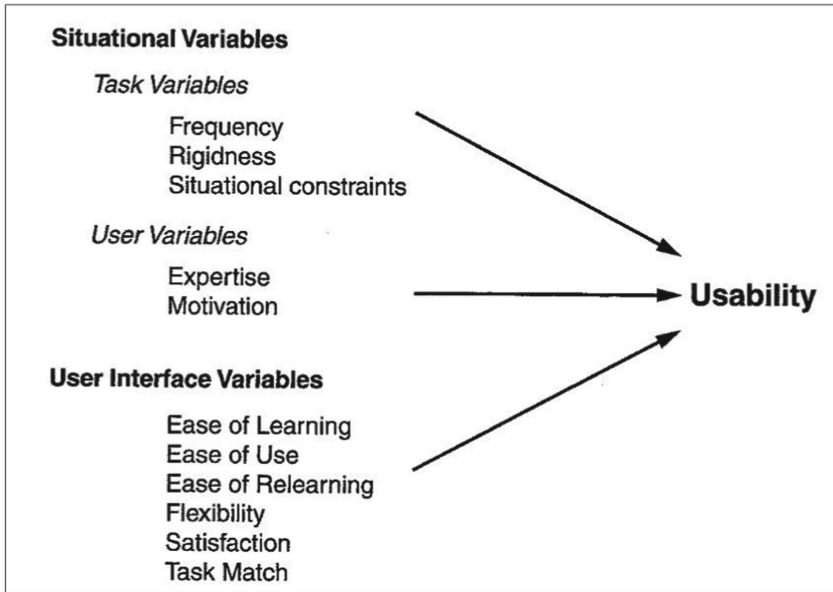 Situational Variables
Task Variables
Frequency
Rigidness
Situational constraints
User Variables
Expertise
Motivation
Usability
User Interface Variables
Ease of Learning
Ease of Use
Ease of Relearning
Flexibility
Satisfaction
Task Match